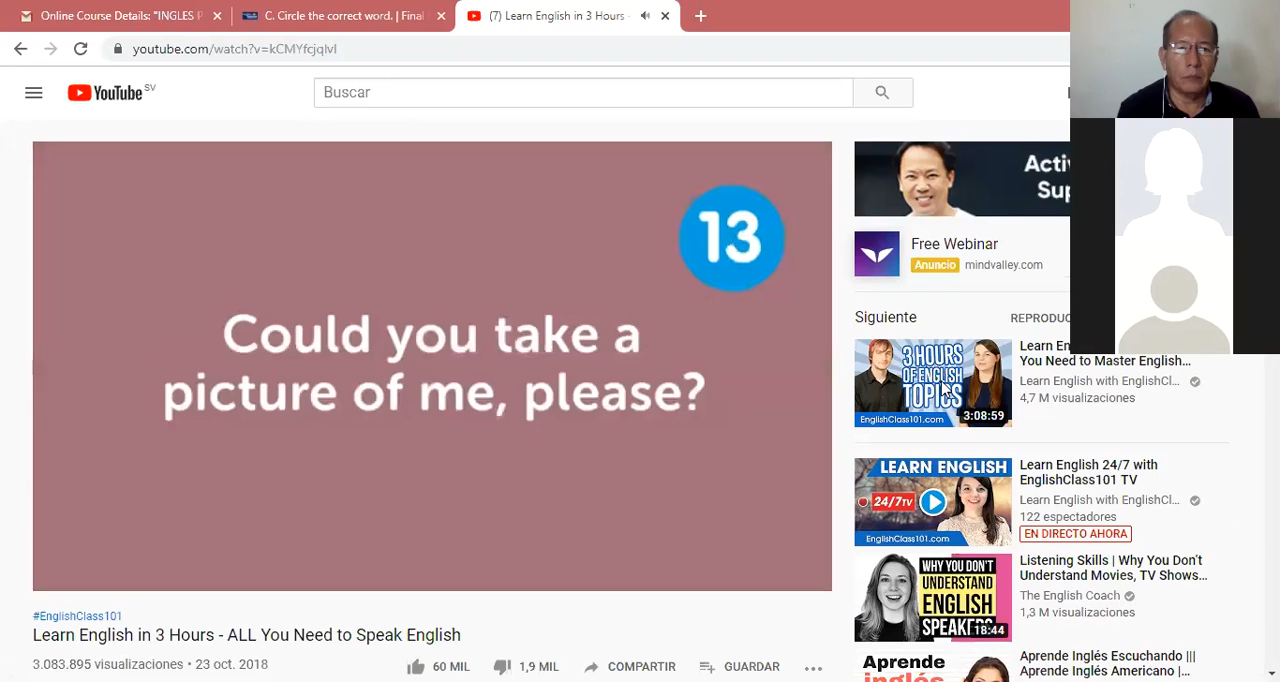 Online Course Details: "INGLES P
C. Circle the correct word. | Final
(7) Learn English in 3 Hours -
youtube.com/watch?v=kCMYfcjqlvI
YouTube SV
Buscar
13
Could you take a
picture of me, please?
Activ
Sup
Free Webinar
Anuncio mindvalley.com
Siguiente
REPRODUC
3 HOURS
OF ENGLISH
TOPICS
EnglishClass101.com
3:08:59
Learn En
You Need to Master English...
Learn English with EnglishCl...
4,7 M visualizaciones
LEARN ENGLISH
24/7 TV
EnglishClass101.com
Learn English 24/7 with
EnglishClass101 TV
Learn English with EnglishCl...
122 espectadores
EN DIRECTO AHORA
WHY YOU DON'T
UNDERSTAND
ENGLISH
SPEAKERS
18:44
Listening Skills | Why You Don't
Understand Movies, TV Shows...
The English Coach
1,3 M visualizaciones
Aprende
inglés
Aprende Inglés Escuchando |||
Aprende Inglés Americano |...
#EnglishClass101
Learn English in 3 Hours - ALL You Need to Speak English
3.083.895 visualizaciones • 23 oct. 2018
60 MIL
1,9 MIL
COMPARTIR
GUARDAR